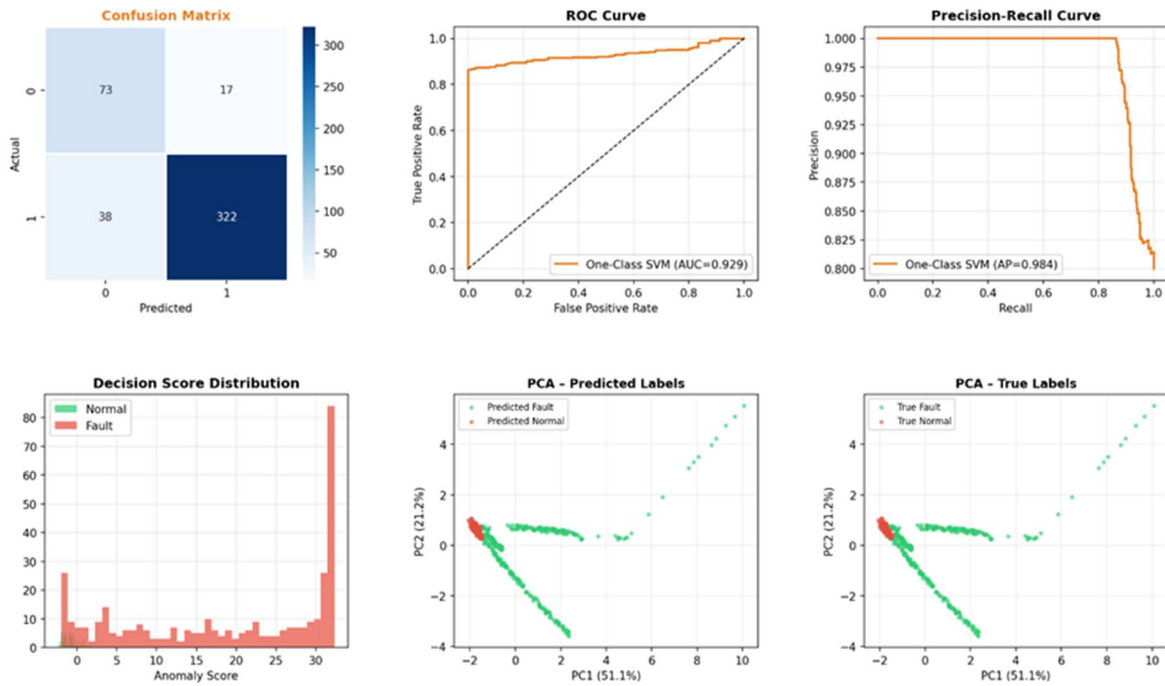 Confusion Matrix
0
1
Actual
73
17
38
322
0
1
Predicted
300
250
200
150
100
50
ROC Curve
1.0
0.8
0.6
0.4
0.2
0.0
True Positive Rate
One-Class SVM (AUC=0.929)
0.0 0.2 0.4 0.6 0.8 1.0
False Positive Rate
Precision-Recall Curve
1.000
0.975
0.950
0.925
0.900
0.875
0.850
0.825
0.800
Precision
One-Class SVM (AP=0.984)
0.0 0.2 0.4 0.6 0.8 1.0
Recall
Decision Score Distribution
Normal
Fault
80
70
60
50
40
30
20
10
0
0 5 10 15 20 25 30
Anomaly Score
PCA – Predicted Labels
Predicted Fault
Predicted Normal
4
2
0
−2
−4
PC2 (21.2%)
−2 0 2 4 6 8 10
PC1 (51.1%)
PCA – True Labels
True Fault
True Normal
4
2
0
−2
−4
PC2 (21.2%)
−2 0 2 4 6 8 10
PC1 (51.1%)